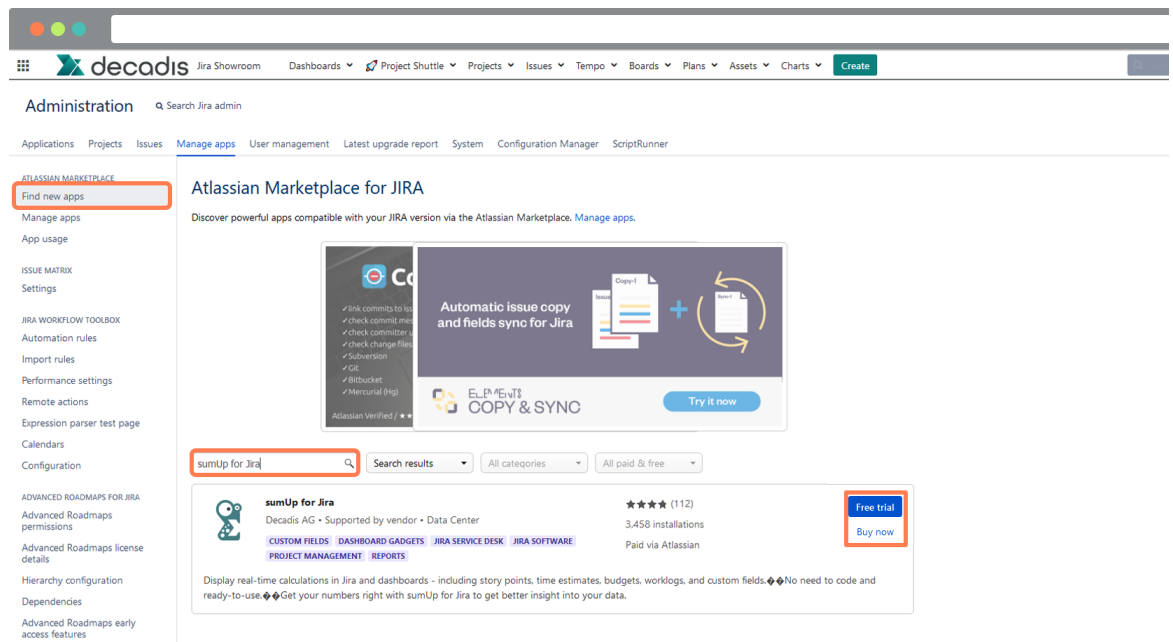 decadis Jira Showroom Dashboards Project Shuttle Projects Issues Tempo Boards Plans Assets Charts Create
Administration Search Jira admin
Applications Projects Issues Manage apps User management Latest upgrade report System Configuration Manager ScriptRunner
ATLASSIAN MARKETPLACE
Find new apps
Manage apps
App usage
ISSUE MATRIX
Settings
JIRA WORKFLOW TOOLBOX
Automation rules
Import rules
Performance settings
Remote actions
Expression parser test page
Calendars
Configuration
ADVANCED ROADMAPS FOR JIRA
Advanced Roadmaps
permissions
Advanced Roadmaps license
details
Hierarchy configuration
Dependencies
Advanced Roadmaps early
access features
Atlassian Marketplace for JIRA
Discover powerful apps compatible with your JIRA version via the Atlassian Marketplace. Manage apps.
Co
✓link commits to iss
✓check commit mes
✓check committer u
✓check change files
✓Subversion
✓Git
✓Bitbucket
✓Mercurial (Hg)
Atlassian Verified / ★★
Automatic issue copy
and fields sync for Jira
Issue
Copy-1
+
Sync-1
ELEMENTS
COPY & SYNC
Try it now
sumUp for Jira Search results All categories All paid & free
sumUp for Jira
Decadis AG • Supported by vendor • Data Center
CUSTOM FIELDS DASHBOARD GADGETS JIRA SERVICE DESK JIRA SOFTWARE
PROJECT MANAGEMENT REPORTS
(112)
3,458 installations
Paid via Atlassian
Free trial
Buy now
Display real-time calculations in Jira and dashboards - including story points, time estimates, budgets, worklogs, and custom fields.��No need to code and
ready-to-use.��Get your numbers right with sumUp for Jira to get better insight into your data.